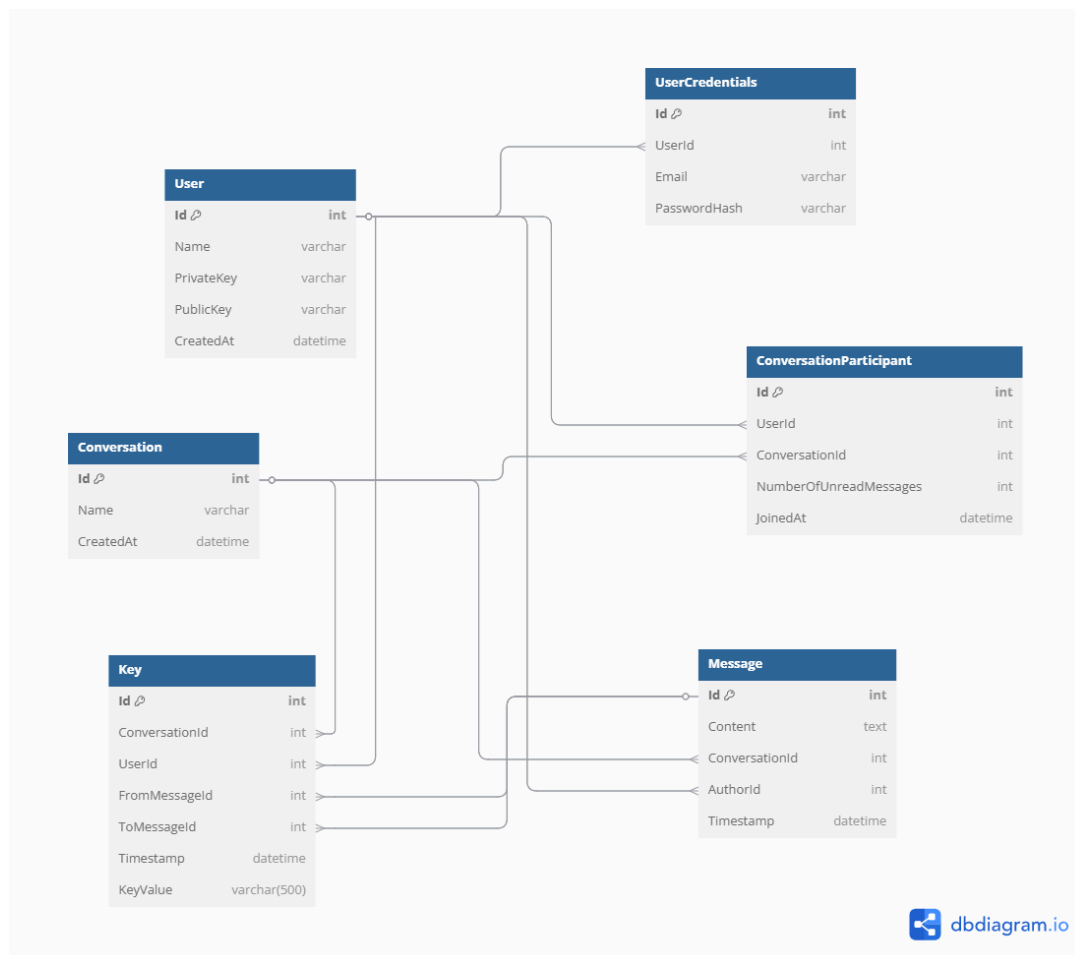 UserCredentials
Id int
UserId int
Email varchar
PasswordHash varchar
User
Id int
Name varchar
PrivateKey varchar
PublicKey varchar
CreatedAt datetime
ConversationParticipant
Id int
UserId int
ConversationId int
NumberOfUnreadMessages int
JoinedAt datetime
Conversation
Id int
Name varchar
CreatedAt datetime
Key
Id int
ConversationId int
UserId int
FromMessageId int
ToMessageId int
Timestamp datetime
KeyValue varchar(500)
Message
Id int
Content text
ConversationId int
AuthorId int
Timestamp datetime
dbdiagram.io